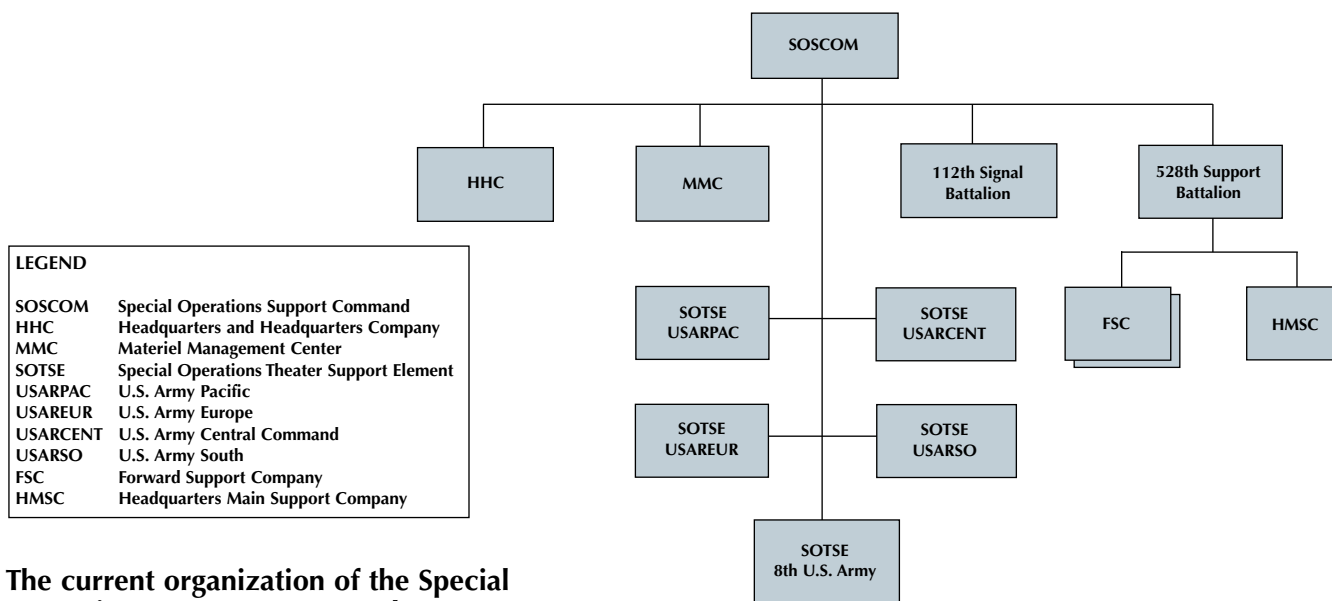 SOSCOM
HHC
MMC
112th Signal
Battalion
528th Support
Battalion
LEGEND
SOSCOM Special Operations Support Command
HHC Headquarters and Headquarters Company
MMC Materiel Management Center
SOTSE Special Operations Theater Support Element
USARPAC U.S. Army Pacific
USAREUR U.S. Army Europe
USARCENT U.S. Army Central Command
USARSO U.S. Army South
FSC Forward Support Company
HMSC Headquarters Main Support Company
SOTSE
USARPAC
SOTSE
USARCENT
FSC
HMSC
SOTSE
USAREUR
SOTSE
USARSO
SOTSE
8th U.S. Army
The current organization of the Special